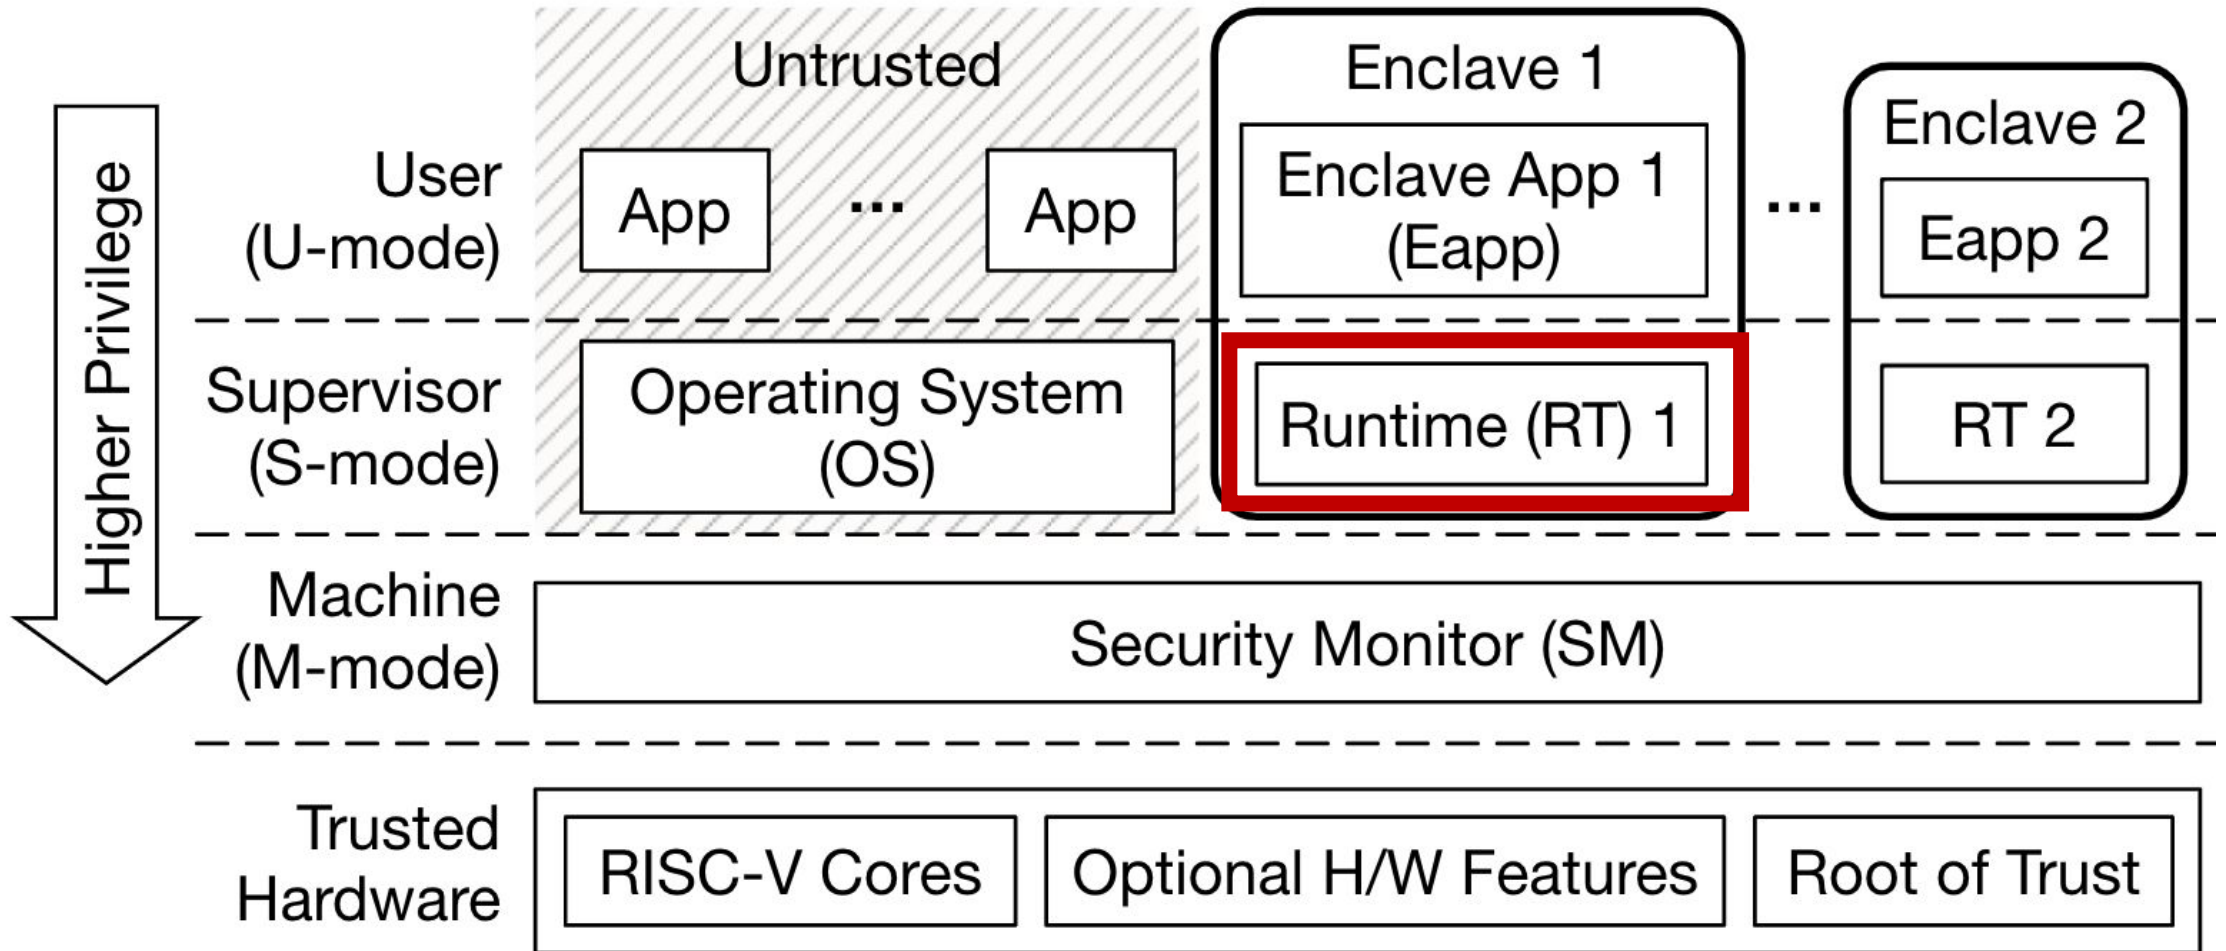 Higher Privilege
User
(U-mode)
Supervisor
(S-mode)
Machine
(M-mode)
Trusted
Hardware
Untrusted
App
...
App
Operating System
(OS)
Enclave 1
Enclave App 1
(Eapp)
Runtime (RT) 1
...
Enclave 2
Eapp 2
RT 2
Security Monitor (SM)
RISC-V Cores
Optional H/W Features
Root of Trust